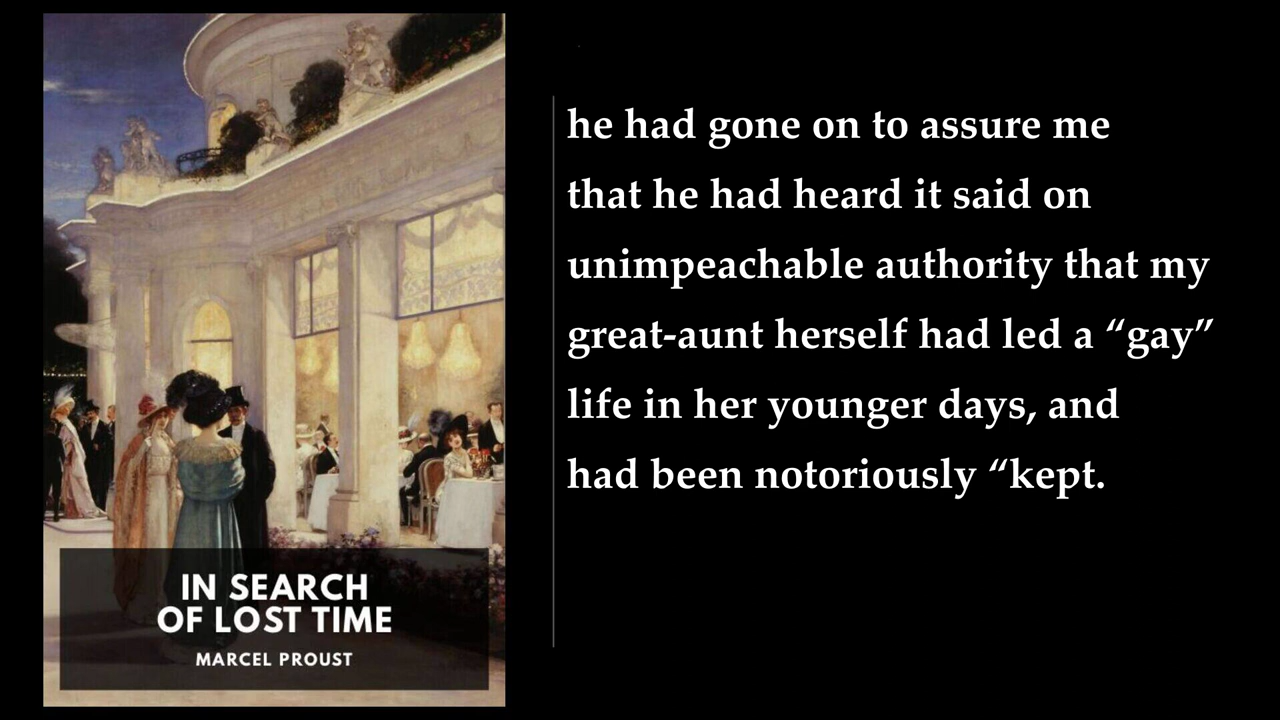 he had gone on to assure me
that he had heard it said on
unimpeachable authority that my
great-aunt herself had led a “gay”
life in her younger days, and
had been notoriously “kept.
IN SEARCH
OF LOST TIME
MARCEL PROUST